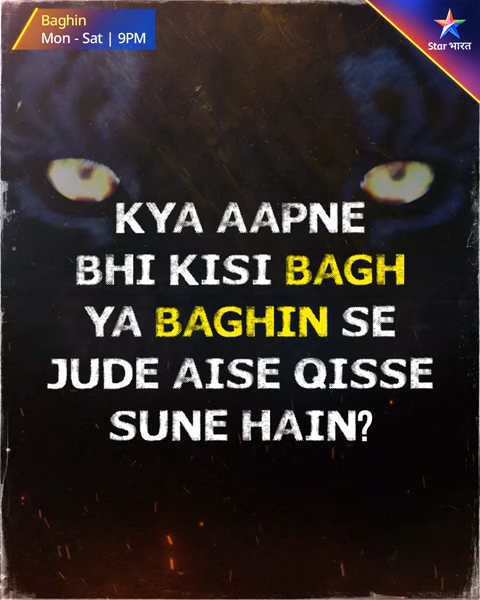 Baghin
Mon - Sat | 9PM
Star भारत
KYA AAPNE
BHI KISI BAGH
YA BAGHIN SE
JUDE AISE QISSE
SUNE HAIN?